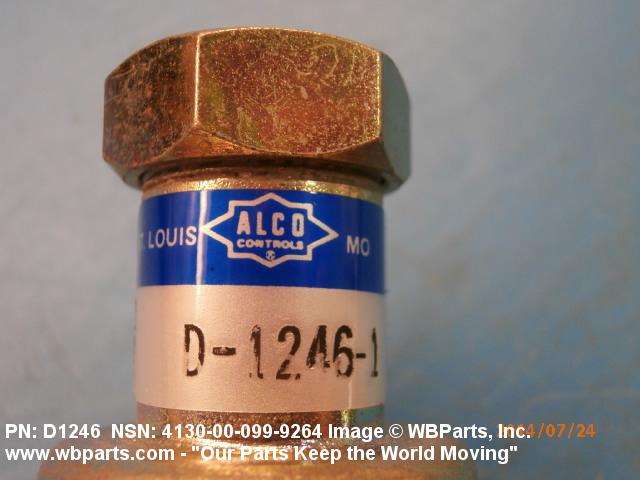 ALCO
T. LOUIS CONTROLS MO
D-1246-1
PN: D1246 NSN: 4130-00-099-9264 Image © WBParts, Inc.
www.wbparts.com - "Our Parts Keep the World Moving"